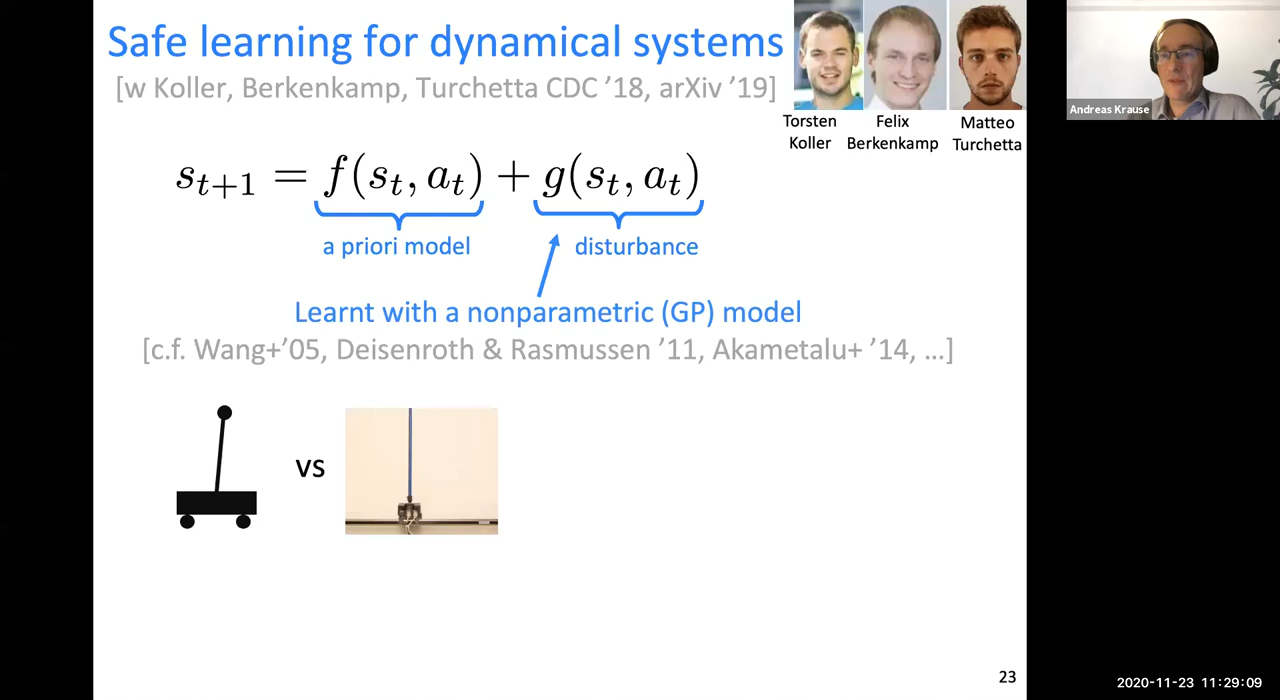 Safe learning for dynamical systems
[w Koller, Berkenkamp, Turchetta CDC ’18, arXiv ’19]
Torsten Koller
Felix Berkenkamp
Matteo Turchetta
Andreas Krause
s_{t+1} = f(s_t, a_t) + g(s_t, a_t)
a priori model
disturbance
Learnt with a nonparametric (GP) model
[c.f. Wang+’05, Deisenroth & Rasmussen ’11, Akametalu+ ’14, ...]
vs
23
2020-11-23 11:29:09